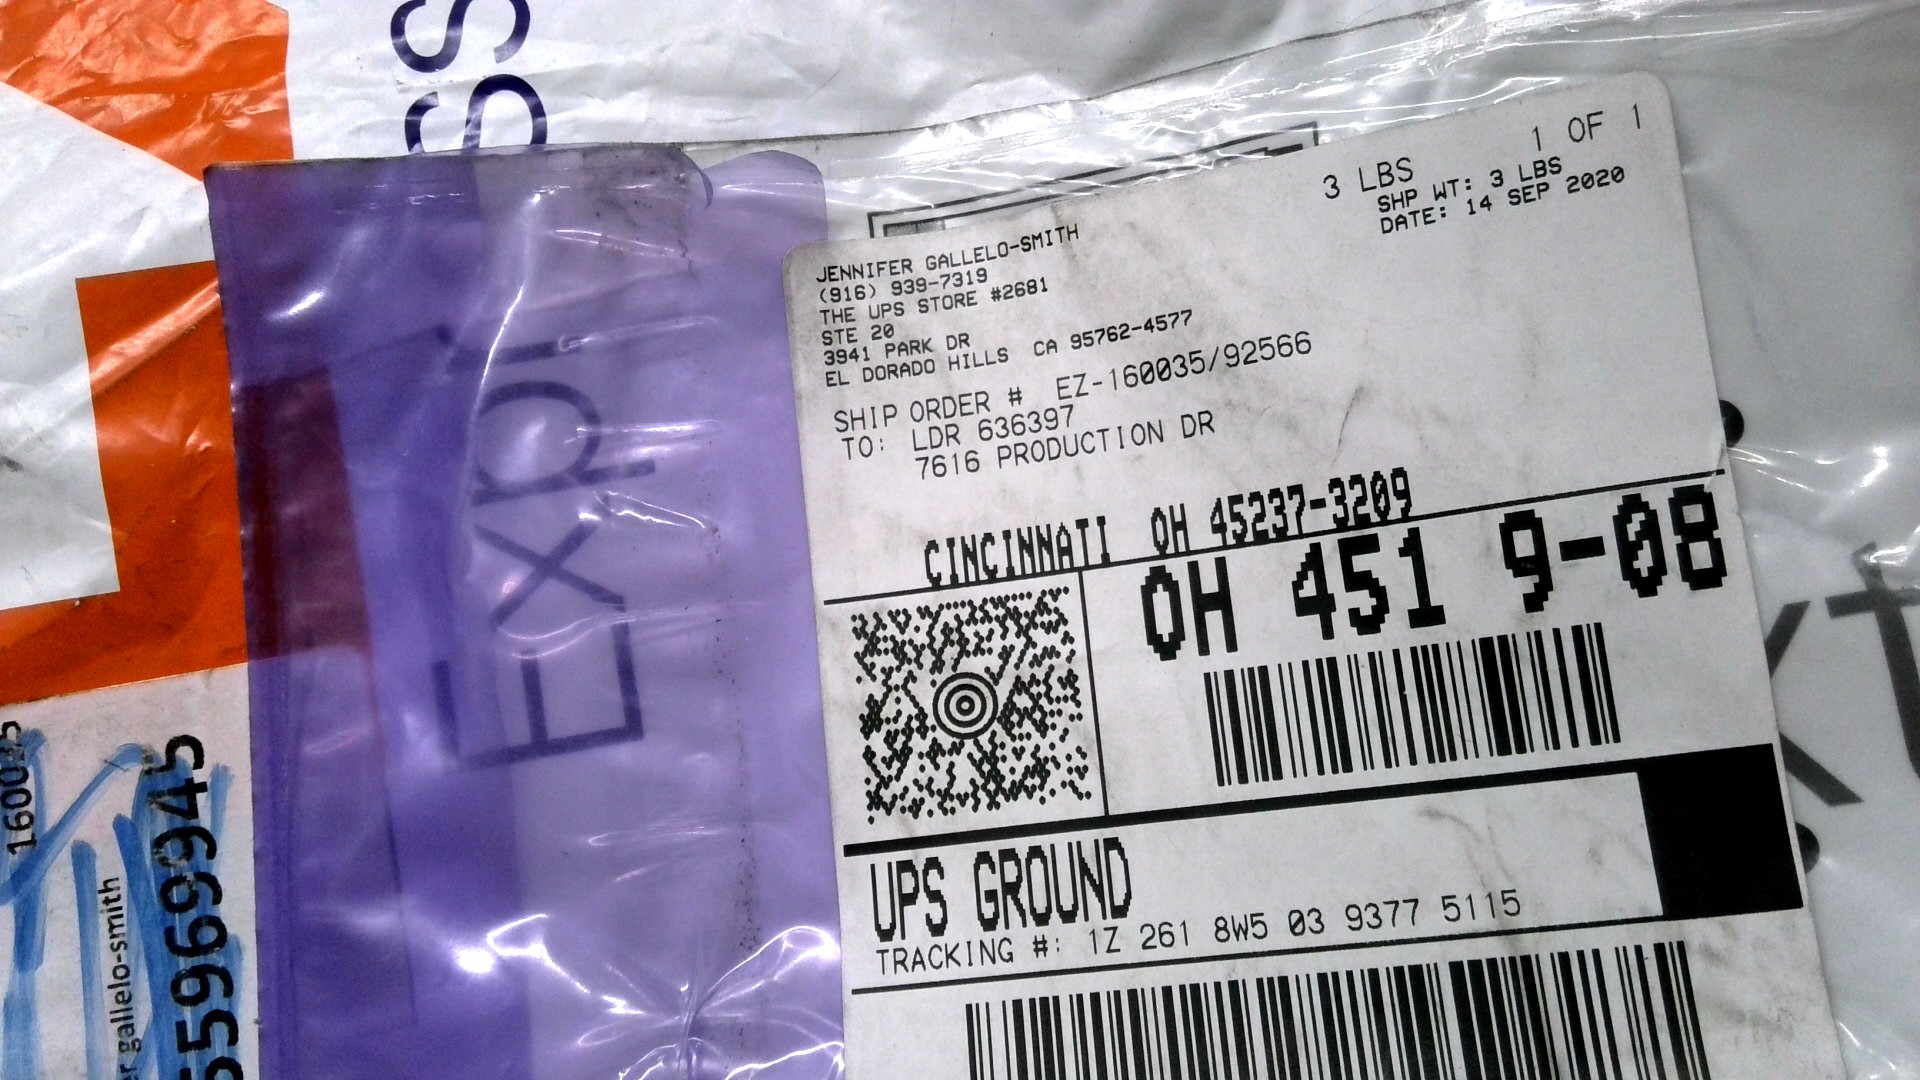 SS
Exp
1 OF 1
3 LBS
SHP WT: 3 LBS
DATE: 14 SEP 2020
JENNIFER GALLELO-SMITH
(916) 939-7319
THE UPS STORE #2681
STE 20
3941 PARK DR
EL DORADO HILLS CA 95762-4577
SHIP ORDER # EZ-160035/92566
TO: LDR 636397
7616 PRODUCTION DR
CINCINNATI OH 45237-3209
OH 451 9-08
UPS GROUND
TRACKING #: 1Z 261 8W5 03 9377 5115
160035
gallelo-smith
55969945